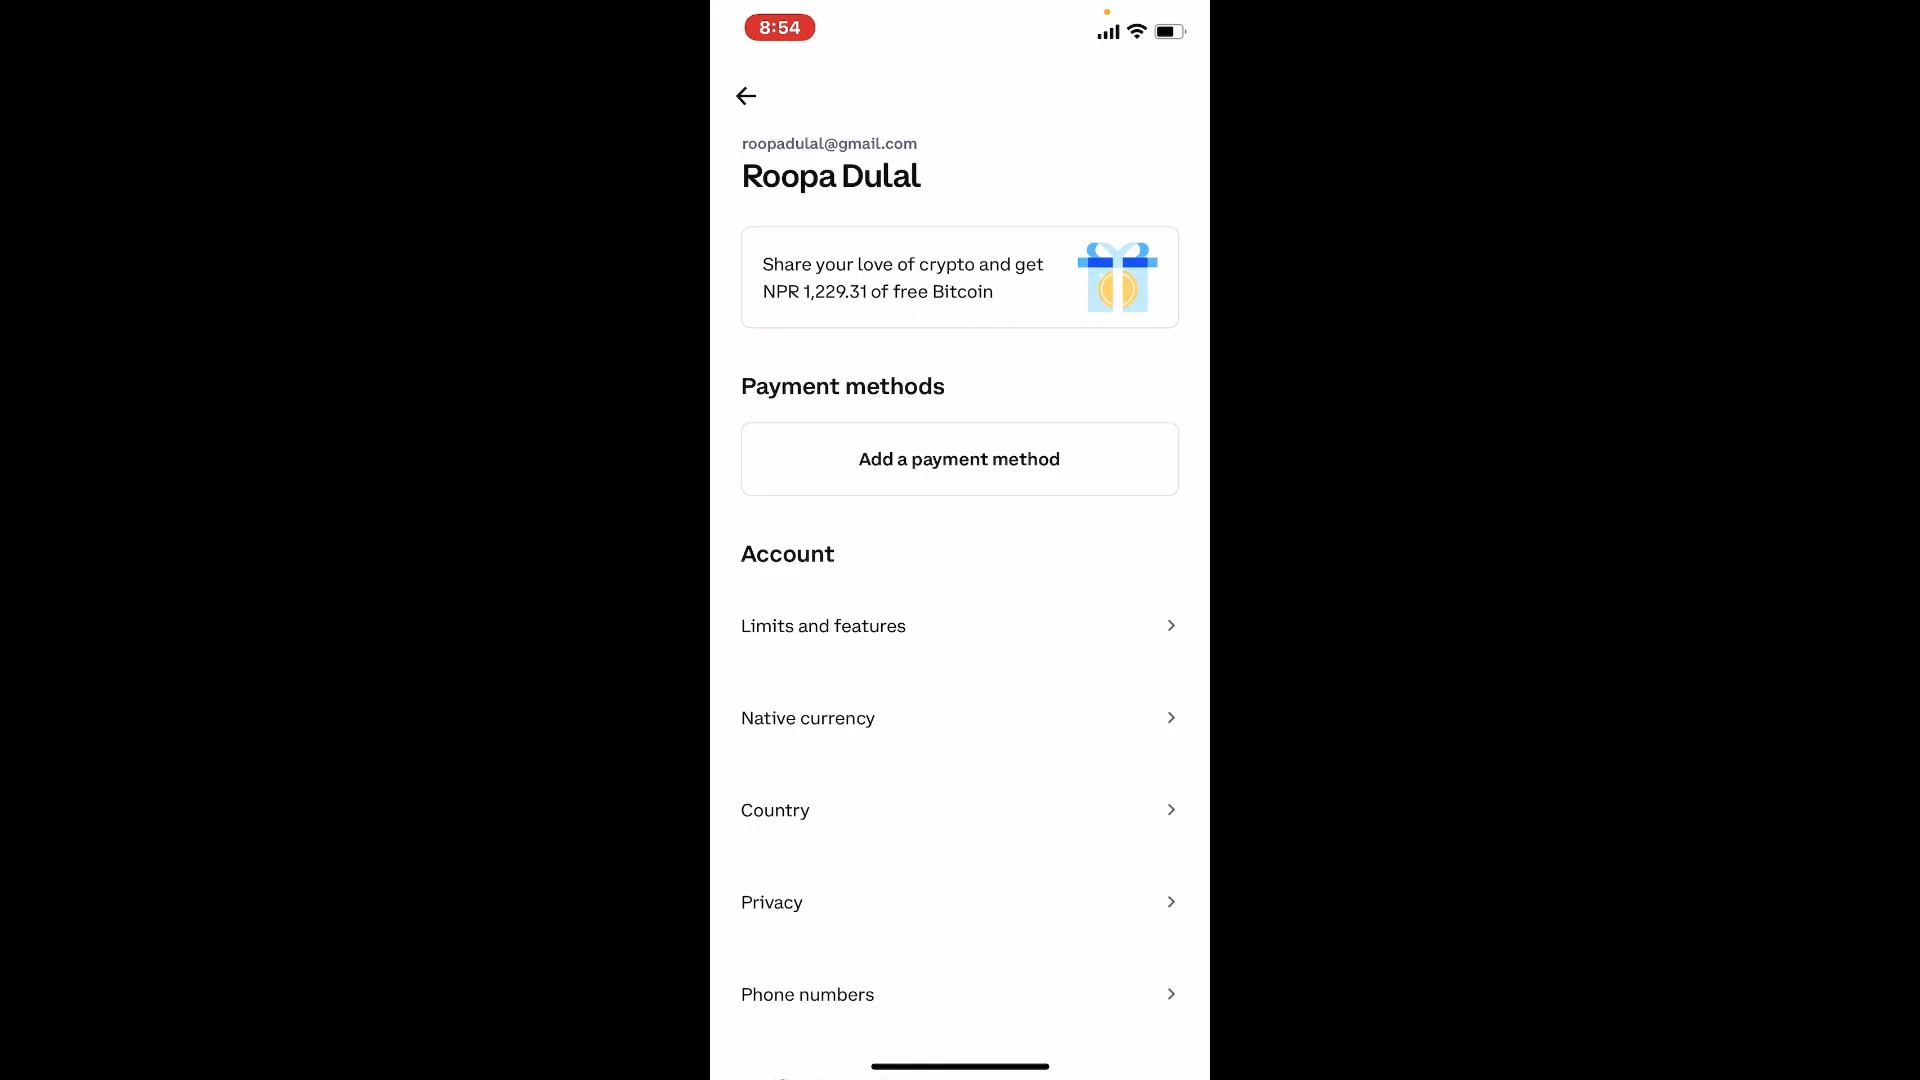 8:54
roopadulal@gmail.com
Roopa Dulal
Share your love of crypto and get
NPR 1,229.31 of free Bitcoin
Payment methods
Add a payment method
Account
Limits and features
Native currency
Country
Privacy
Phone numbers